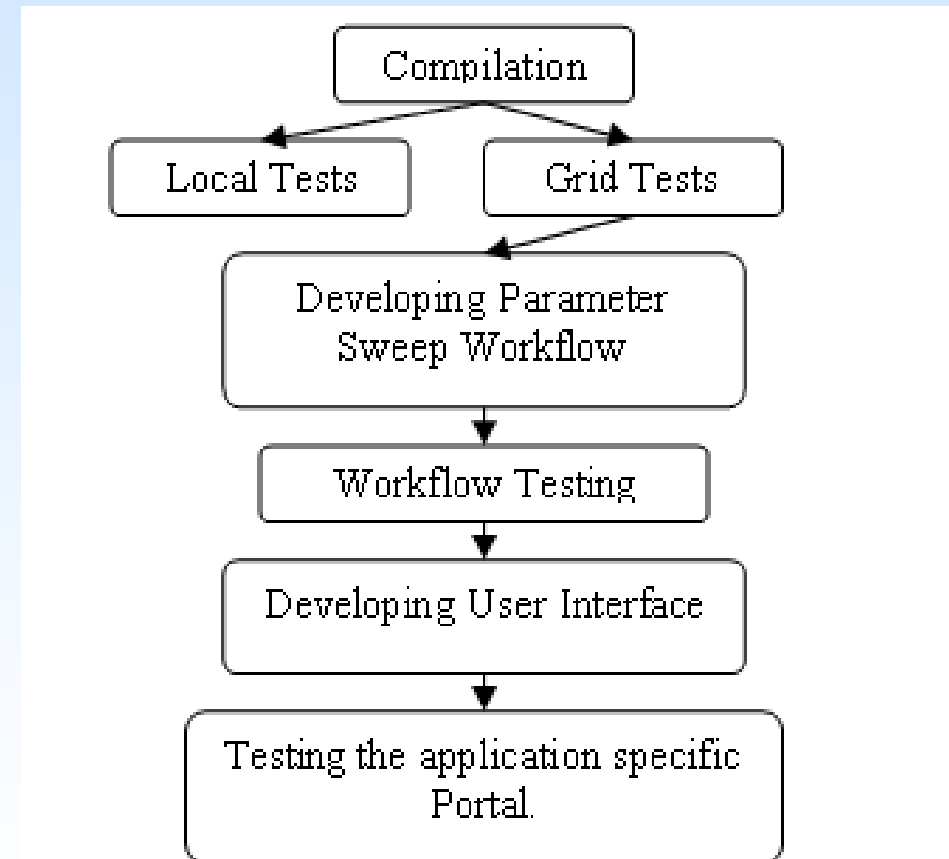 Compilation
Local Tests
Grid Tests
Developing Parameter
Sweep Workflow
Workflow Testing
Developing User Interface
Testing the application specific
Portal.